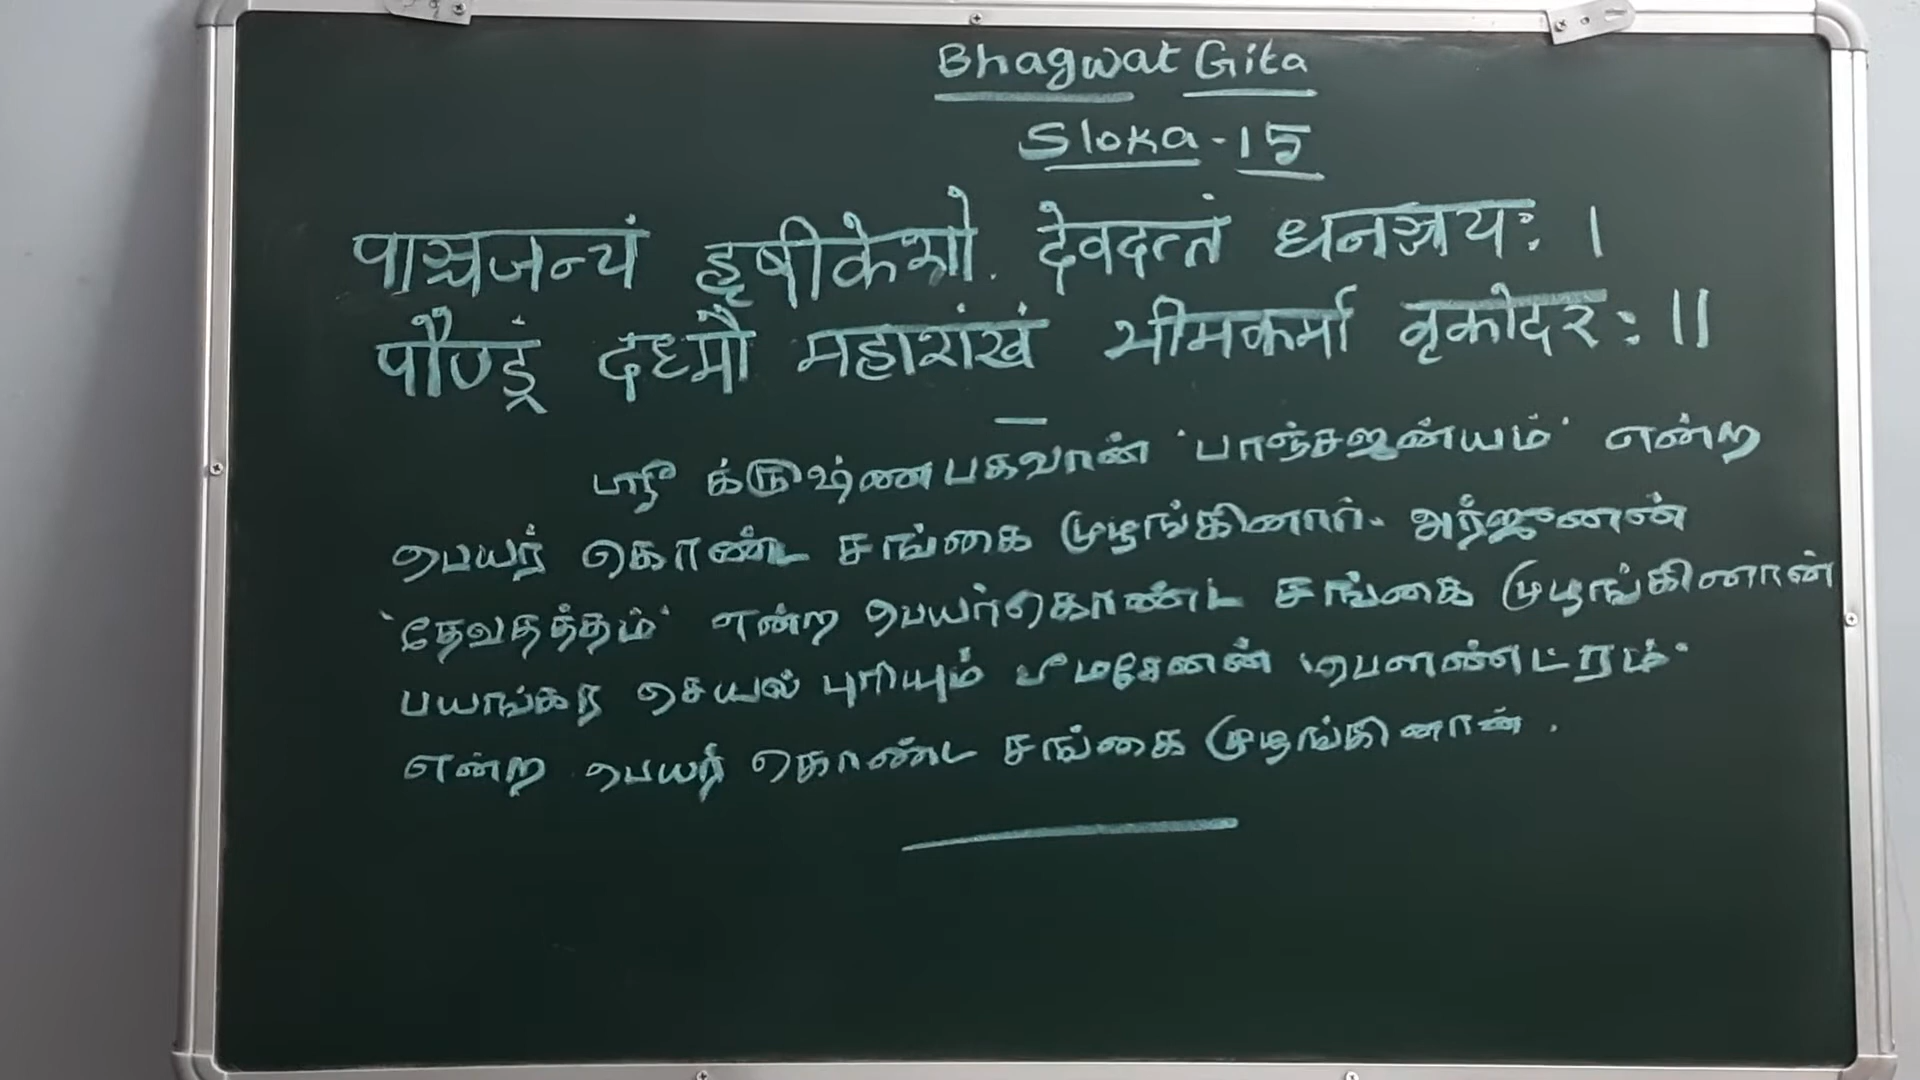 Bhagwat Gita
Sloka - 15
पाञ्चजन्यं हृषीकेशो देवदत्तं धनञ्जयः ।
पौण्ड्रं दध्मौ महाशंखं भीमकर्मा वृकोदरः ॥
ஸ்ரீ க்ருஷ்ண பகவான் 'பாஞ்சஜன்யம்' என்ற
பெயர் கொண்ட சங்கை முழங்கினார். அர்ஜுனன்
'தேவதத்தம்' என்ற பெயர்கொண்ட சங்கை முழங்கினான்
பயங்கர செயல் புரியும் பீமசேனன் 'பௌண்ட்ரம்'
என்ற பெயர் கொண்ட சங்கை முழங்கினான்.